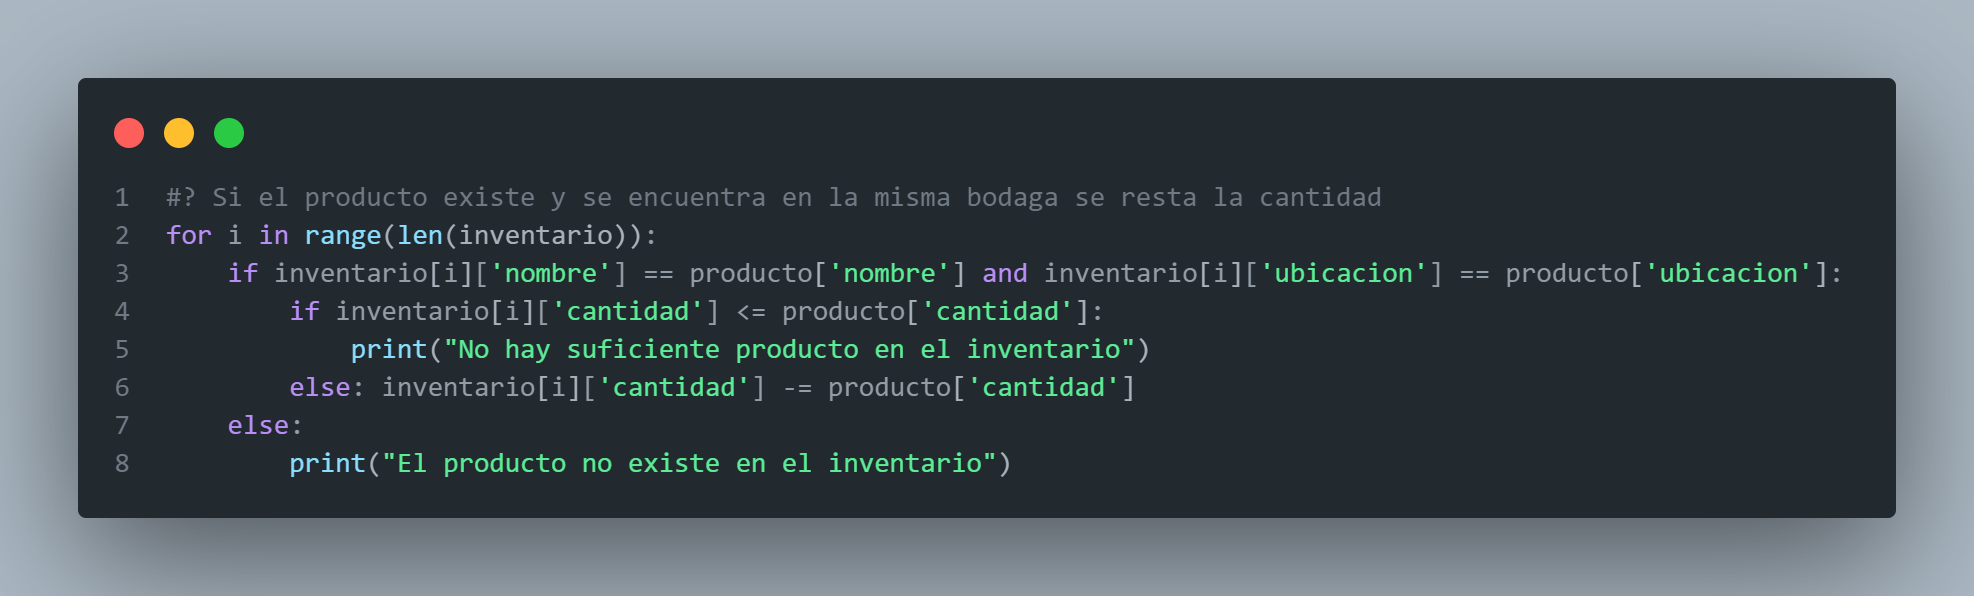 1 #? Si el producto existe y se encuentra en la misma bodaga se resta la cantidad
2 for i in range(len(inventario)):
3     if inventario[i]['nombre'] == producto['nombre'] and inventario[i]['ubicacion'] == producto['ubicacion']:
4         if inventario[i]['cantidad'] <= producto['cantidad']:
5             print("No hay suficiente producto en el inventario")
6         else: inventario[i]['cantidad'] -= producto['cantidad']
7     else:
8         print("El producto no existe en el inventario")